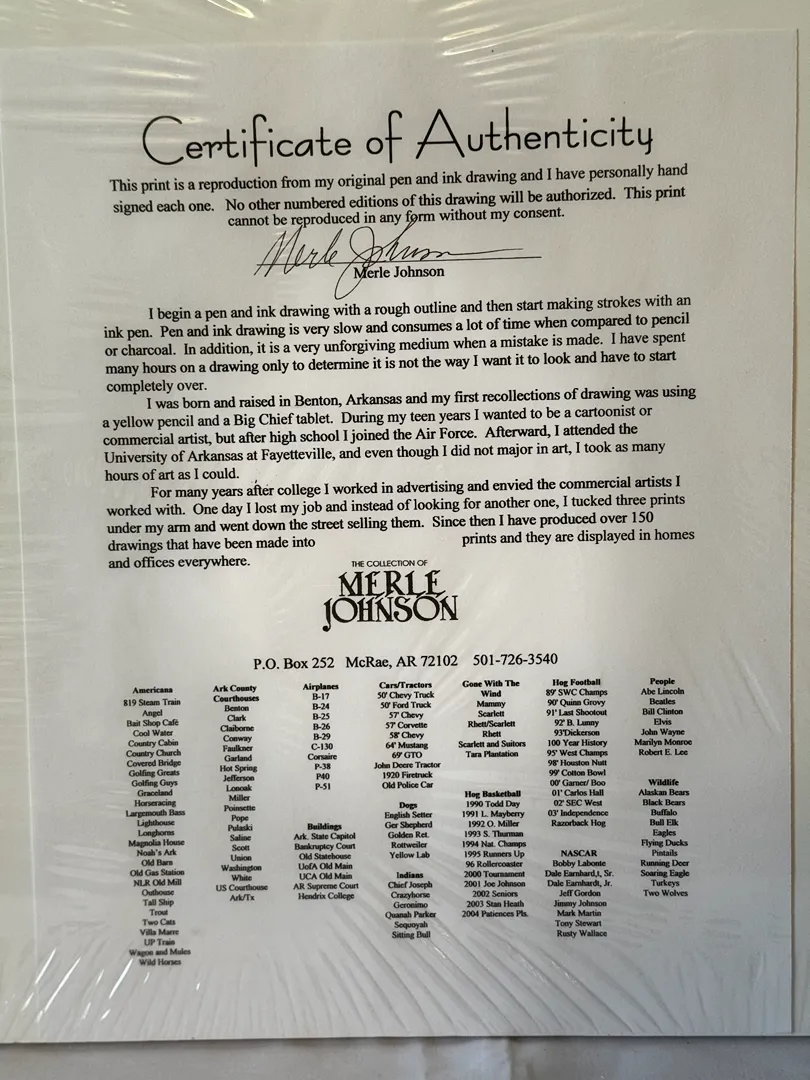 Certificate of Authenticity
This print is a reproduction from my original pen and ink drawing and I have personally hand
signed each one. No other numbered editions of this drawing will be authorized. This print
cannot be reproduced in any form without my consent.
Merle Johnson
Merle Johnson
I begin a pen and ink drawing with a rough outline and then start making strokes with an
ink pen. Pen and ink drawing is very slow and consumes a lot of time when compared to pencil
or charcoal. In addition, it is a very unforgiving medium when a mistake is made. I have spent
many hours on a drawing only to determine it is not the way I want it to look and have to start
completely over.
I was born and raised in Benton, Arkansas and my first recollections of drawing was using
a yellow pencil and a Big Chief tablet. During my teen years I wanted to be a cartoonist or
commercial artist, but after high school I joined the Air Force. Afterward, I attended the
University of Arkansas at Fayetteville, and even though I did not major in art, I took as many
hours of art as I could.
For many years after college I worked in advertising and envied the commercial artists I
worked with. One day I lost my job and instead of looking for another one, I tucked three prints
under my arm and went down the street selling them. Since then I have produced over 150
drawings that have been made into prints and they are displayed in homes
and offices everywhere.
THE COLLECTION OF
MERLE
JOHNSON
P.O. Box 252 McRae, AR 72102 501-726-3540
Americana
819 Steam Train
Angel
Bait Shop Café
Cool Water
Country Cabin
Country Church
Covered Bridge
Golfing Greats
Golfing Guys
Graceland
Horseracing
Largemouth Bass
Lighthouse
Longhorns
Magnolia House
Noah's Ark
Old Barn
Old Gas Station
NLR Old Mill
Outhouse
Tall Ship
Trout
Two Cats
Villa Marre
UP Train
Wagon and Mules
Wild Horses
Ark County
Courthouses
Benton
Clark
Claiborne
Conway
Faulkner
Garland
Hot Spring
Jefferson
Lonoak
Miller
Poinsette
Pope
Pulaski
Saline
Scott
Union
Washington
White
US Courthouse
Ark/Tx
Airplanes
B-17
B-24
B-25
B-26
B-29
C-130
Corsaire
P-38
P40
P-51
Buildings
Ark. State Capitol
Bankruptcy Court
Old Statehouse
UofA Old Main
UCA Old Main
AR Supreme Court
Hendrix College
Cars/Tractors
50' Chevy Truck
50' Ford Truck
57' Chevy
57' Corvette
58' Chevy
64' Mustang
69' GTO
John Deere Tractor
1920 Firetruck
Old Police Car
Dogs
English Setter
Ger Shepherd
Golden Ret.
Rottweiler
Yellow Lab
Indians
Chief Joseph
Crazyhorse
Geronimo
Quanah Parker
Sequoyah
Sitting Bull
Gone With The
Wind
Mammy
Scarlett
Rhett/Scarlett
Rhett
Scarlett and Suitors
Tara Plantation
Hog Basketball
1990 Todd Day
1991 L. Mayberry
1992 O. Miller
1993 S. Thurman
1994 Nat. Champs
1995 Runners Up
96 Rollercoaster
2000 Tournament
2001 Joe Johnson
2002 Seniors
2003 Stan Heath
2004 Patiences Pls.
Hog Football
89' SWC Champs
90' Quinn Grovy
91' Last Shootout
92' B. Lunny
93'Dickerson
100 Year History
95' West Champs
98' Houston Nutt
99' Cotton Bowl
00' Garner/ Boo
01' Carlos Hall
02' SEC West
03' Independence
Razorback Hog
NASCAR
Bobby Labonte
Dale Earnhard,t, Sr.
Dale Earnhardt, Jr.
Jeff Gordon
Jimmy Johnson
Mark Martin
Tony Stewart
Rusty Wallace
People
Abe Lincoln
Beatles
Bill Clinton
Elvis
John Wayne
Marilyn Monroe
Robert E. Lee
Wildlife
Alaskan Bears
Black Bears
Buffalo
Bull Elk
Eagles
Flying Ducks
Pintails
Running Deer
Soaring Eagle
Turkeys
Two Wolves